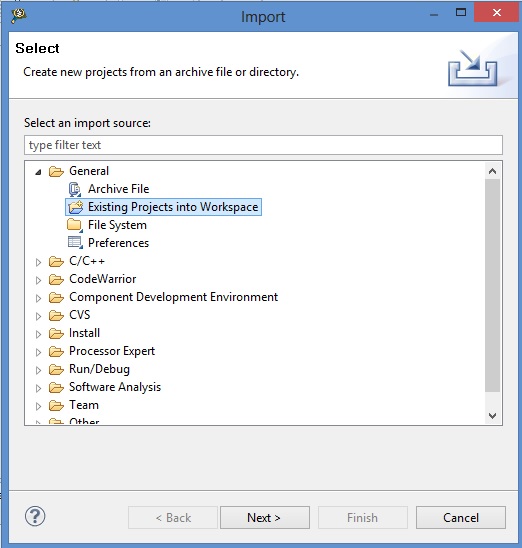 Import
Select
Create new projects from an archive file or directory.
Select an import source:
type filter text
General
Archive File
Existing Projects into Workspace
File System
Preferences
C/C++
CodeWarrior
Component Development Environment
CVS
Install
Processor Expert
Run/Debug
Software Analysis
Team
Other
< Back
Next >
Finish
Cancel